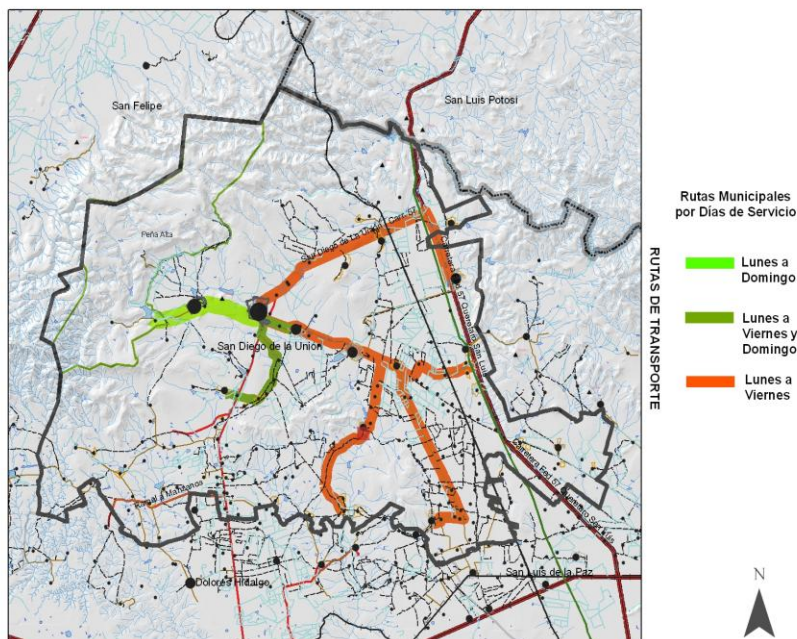 San Felipe
San Luis Potosí
Peña Alta
San Diego de la Union
Dolores Hidalgo
San Luis de la Paz
RUTAS DE TRANSPORTE
Rutas Municipales
por Días de Servicio
Lunes a
Domingo
Lunes a
Viernes y
Domingo
Lunes a
Viernes
N